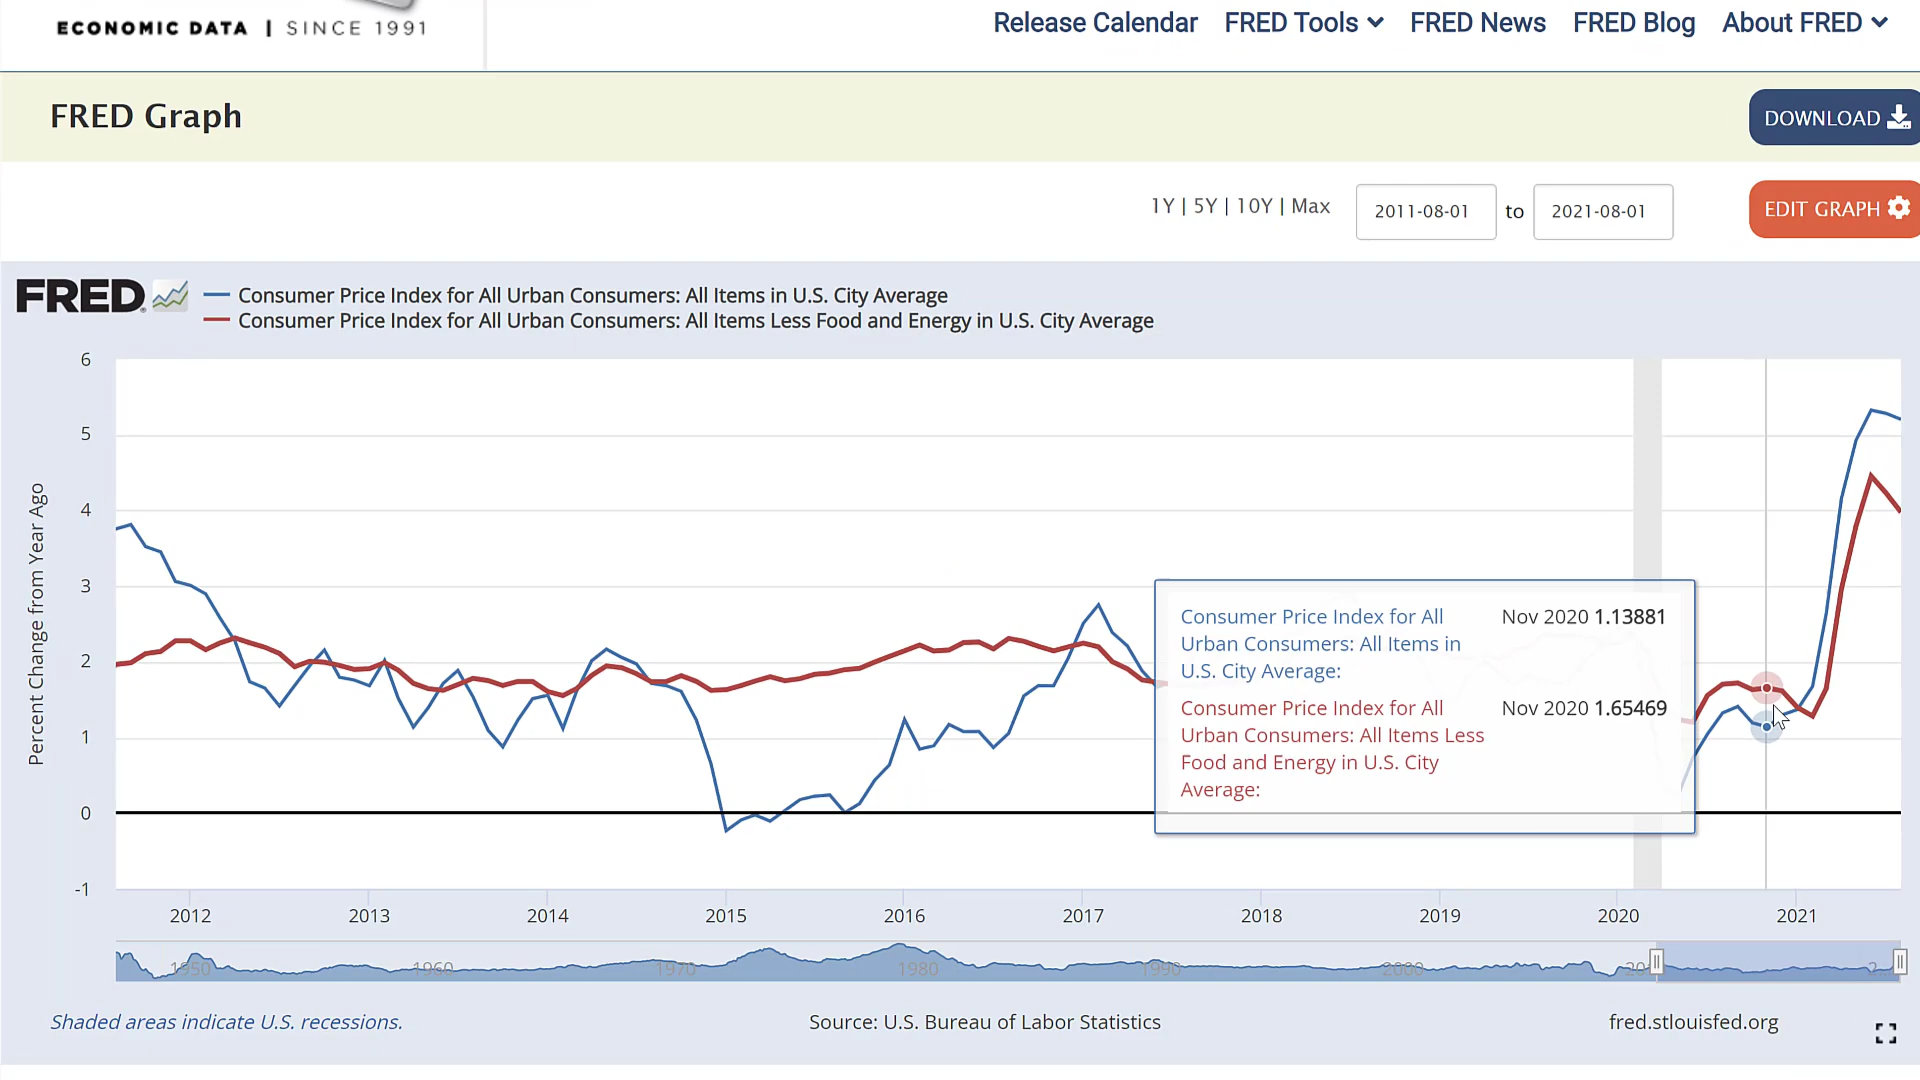 ECONOMIC DATA | SINCE 1991
Release Calendar FRED Tools FRED News FRED Blog About FRED
FRED Graph
DOWNLOAD
1Y | 5Y | 10Y | Max 2011-08-01 to 2021-08-01
EDIT GRAPH
FRED
Consumer Price Index for All Urban Consumers: All Items in U.S. City Average
Consumer Price Index for All Urban Consumers: All Items Less Food and Energy in U.S. City Average
Percent Change from Year Ago
6
5
4
3
2
1
0
-1
Consumer Price Index for All Nov 2020 1.13881
Urban Consumers: All Items in
U.S. City Average:
Consumer Price Index for All Nov 2020 1.65469
Urban Consumers: All Items Less
Food and Energy in U.S. City
Average:
2012 2013 2014 2015 2016 2017 2018 2019 2020 2021
1950 1960 1970 1980 1990 2000
Shaded areas indicate U.S. recessions.
Source: U.S. Bureau of Labor Statistics
fred.stlouisfed.org